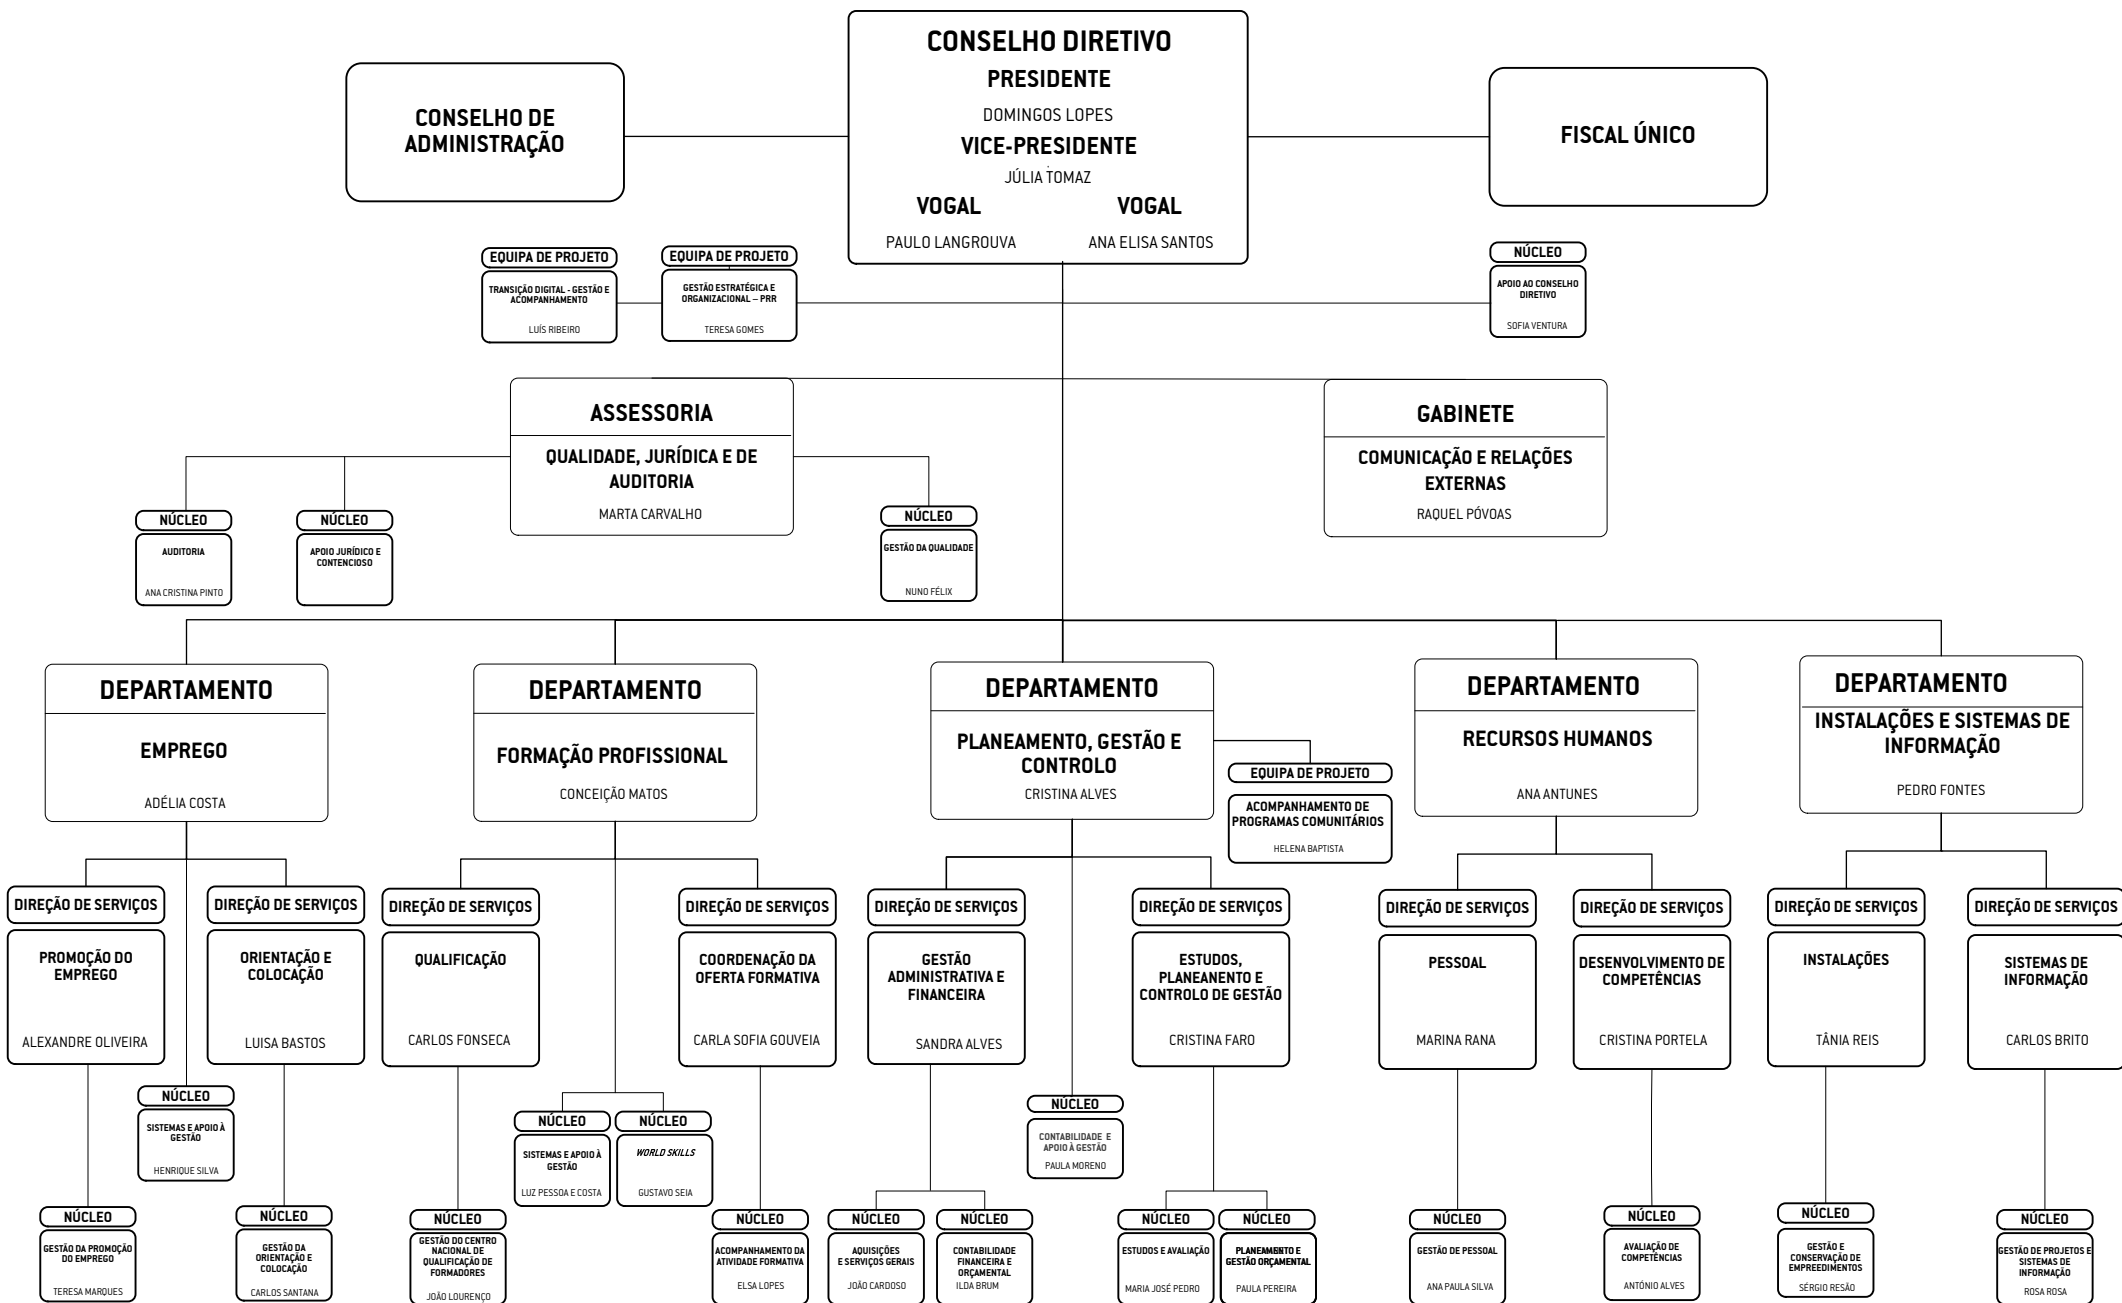 CONSELHO DIRETIVO
PRESIDENTE
DOMINGOS LOPES
VICE-PRESIDENTE
JÚLIA TOMAZ
VOGAL
PAULO LANGROUVA
VOGAL
ANA ELISA SANTOS
CONSELHO DE
ADMINISTRAÇÃO
FISCAL ÚNICO
EQUIPA DE PROJETO
TRANSIÇÃO DIGITAL - GESTÃO E
ACOMPANHAMENTO
LUÍS RIBEIRO
EQUIPA DE PROJETO
GESTÃO ESTRATÉGICA E
ORGANIZACIONAL – PRR
TERESA GOMES
NÚCLEO
APOIO AO CONSELHO
DIRETIVO
SOFIA VENTURA
ASSESSORIA
QUALIDADE, JURÍDICA E DE
AUDITORIA
MARTA CARVALHO
GABINETE
COMUNICAÇÃO E RELAÇÕES
EXTERNAS
RAQUEL PÓVOAS
NÚCLEO
AUDITORIA
ANA CRISTINA PINTO
NÚCLEO
APOIO JURÍDICO E
CONTENCIOSO
NÚCLEO
GESTÃO DA QUALIDADE
NUNO FÉLIX
DEPARTAMENTO
EMPREGO
ADÉLIA COSTA
DEPARTAMENTO
FORMAÇÃO PROFISSIONAL
CONCEIÇÃO MATOS
DEPARTAMENTO
PLANEAMENTO, GESTÃO E
CONTROLO
CRISTINA ALVES
EQUIPA DE PROJETO
ACOMPANHAMENTO DE
PROGRAMAS COMUNITÁRIOS
HELENA BAPTISTA
DEPARTAMENTO
RECURSOS HUMANOS
ANA ANTUNES
DEPARTAMENTO
INSTALAÇÕES E SISTEMAS DE
INFORMAÇÃO
PEDRO FONTES
DIREÇÃO DE SERVIÇOS
PROMOÇÃO DO
EMPREGO
ALEXANDRE OLIVEIRA
DIREÇÃO DE SERVIÇOS
ORIENTAÇÃO E
COLOCAÇÃO
LUISA BASTOS
DIREÇÃO DE SERVIÇOS
QUALIFICAÇÃO
CARLOS FONSECA
DIREÇÃO DE SERVIÇOS
COORDENAÇÃO DA
OFERTA FORMATIVA
CARLA SOFIA GOUVEIA
DIREÇÃO DE SERVIÇOS
GESTÃO
ADMINISTRATIVA E
FINANCEIRA
SANDRA ALVES
DIREÇÃO DE SERVIÇOS
ESTUDOS,
PLANEANENTO E
CONTROLO DE GESTÃO
CRISTINA FARO
DIREÇÃO DE SERVIÇOS
PESSOAL
MARINA RANA
DIREÇÃO DE SERVIÇOS
DESENVOLVIMENTO DE
COMPETÊNCIAS
CRISTINA PORTELA
DIREÇÃO DE SERVIÇOS
INSTALAÇÕES
TÂNIA REIS
DIREÇÃO DE SERVIÇOS
SISTEMAS DE
INFORMAÇÃO
CARLOS BRITO
NÚCLEO
SISTEMAS E APOIO À
GESTÃO
HENRIQUE SILVA
NÚCLEO
SISTEMAS E APOIO À
GESTÃO
LUZ PESSOA E COSTA
NÚCLEO
WORLD SKILLS
GUSTAVO SEIA
NÚCLEO
CONTABILIDADE E
APOIO À GESTÃO
PAULA MORENO
NÚCLEO
GESTÃO DA PROMOÇÃO
DO EMPREGO
TERESA MARQUES
NÚCLEO
GESTÃO DA
ORIENTAÇÃO E
COLOCAÇÃO
CARLOS SANTANA
NÚCLEO
GESTÃO DO CENTRO
NACIONAL DE
QUALIFICAÇÃO DE
FORMADORES
JOÃO LOURENÇO
NÚCLEO
ACOMPANHAMENTO DA
ATIVIDADE FORMATIVA
ELSA LOPES
NÚCLEO
AQUISIÇÕES
E SERVIÇOS GERAIS
JOÃO CARDOSO
NÚCLEO
CONTABILIDADE
FINANCEIRA E
ORÇAMENTAL
ILDA BRUM
NÚCLEO
ESTUDOS E AVALIAÇÃO
MARIA JOSÉ PEDRO
NÚCLEO
PLANEAMENTO E
GESTÃO ORÇAMENTAL
PAULA PEREIRA
NÚCLEO
GESTÃO DE PESSOAL
ANA PAULA SILVA
NÚCLEO
AVALIAÇÃO DE
COMPETÊNCIAS
ANTÓNIO ALVES
NÚCLEO
GESTÃO E
CONSERVAÇÃO DE
EMPREEDIMENTOS
SÉRGIO RESÃO
NÚCLEO
GESTÃO DE PROJETOS E
SISTEMAS DE
INFORMAÇÃO
ROSA ROSA